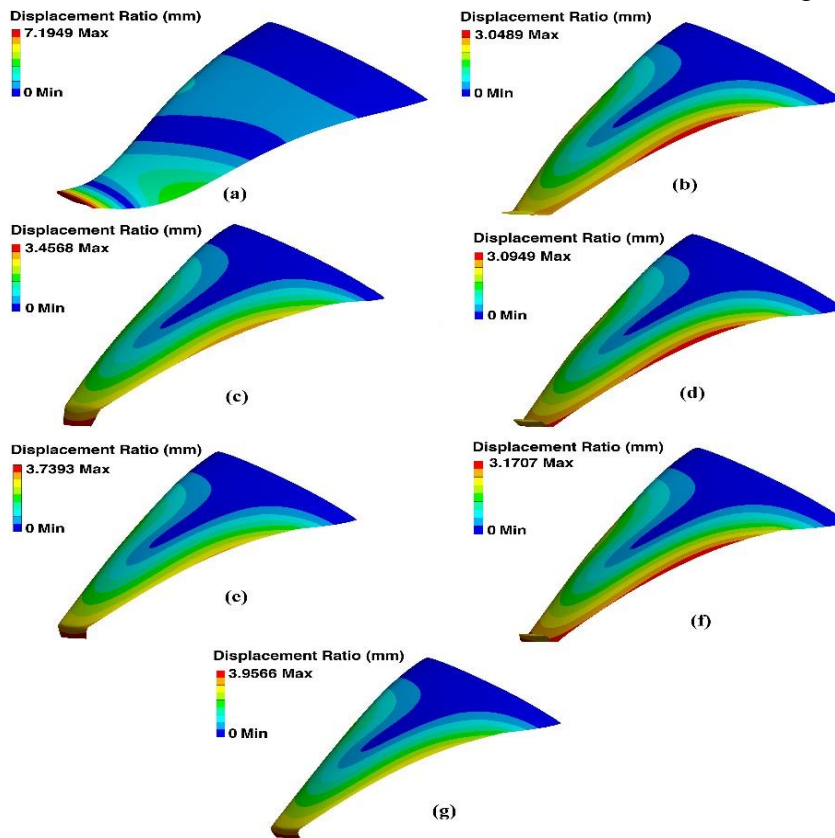 Displacement Ratio (mm)
7.1949 Max
0 Min
(a)
Displacement Ratio (mm)
3.0489 Max
0 Min
(b)
Displacement Ratio (mm)
3.4568 Max
0 Min
(c)
Displacement Ratio (mm)
3.0949 Max
0 Min
(d)
Displacement Ratio (mm)
3.7393 Max
0 Min
(e)
Displacement Ratio (mm)
3.1707 Max
0 Min
(f)
Displacement Ratio (mm)
3.9566 Max
0 Min
(g)